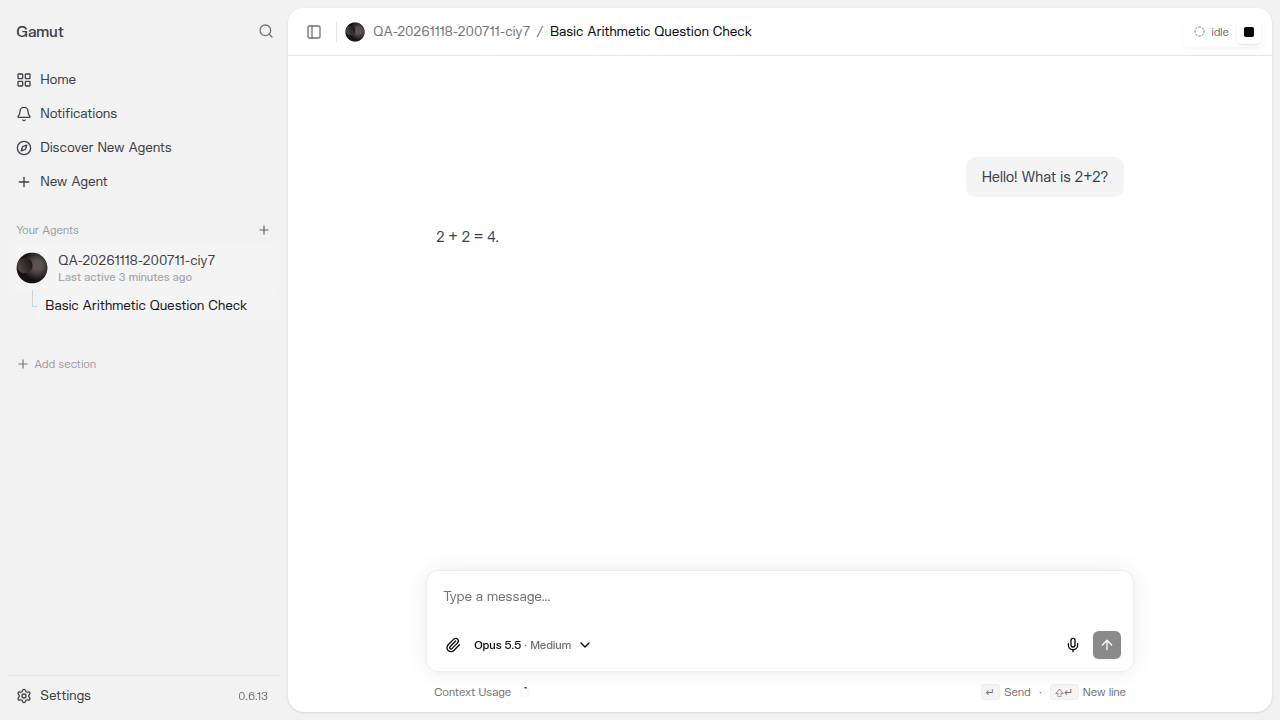 Gamut
Home
Notifications
Discover New Agents
New Agent
Your Agents
QA-20261118-200711-ciy7
Last active 3 minutes ago
Basic Arithmetic Question Check
Add section
Settings
0.6.13
QA-20261118-200711-ciy7 / Basic Arithmetic Question Check
idle
Hello! What is 2+2?
2 + 2 = 4.
Type a message...
Opus 5.5 · Medium
Context Usage
↵ Send · ⇧↵ New line